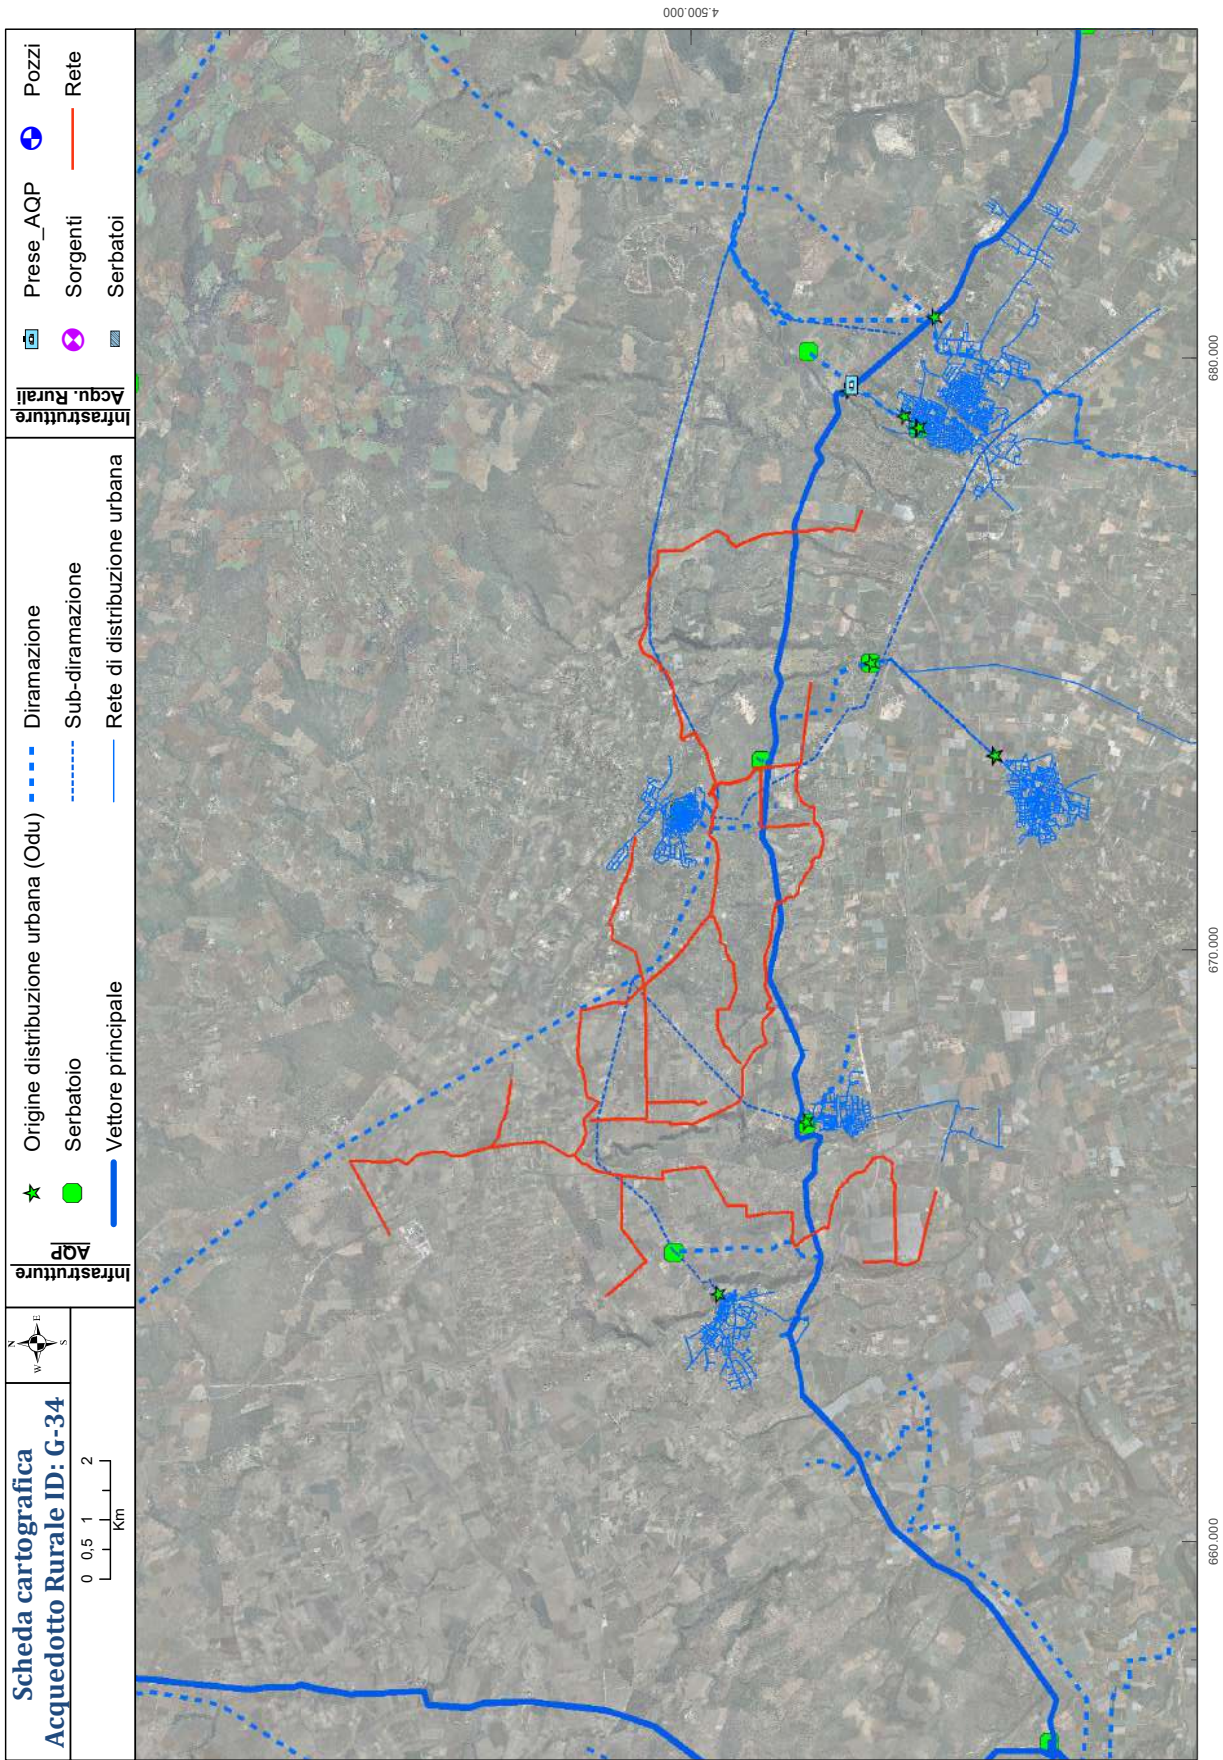 Scheda cartografica
Acquedotto Rurale ID: G-34
0 0,5 1 2
Km
N
W E
S
Infrastrutture
AQP
Origine distribuzione urbana (Odu)
Serbatoio
Vettore principale
Diramazione
Sub-diramazione
Rete di distribuzione urbana
Infrastrutture
Acqu. Rurali
Prese_AQP
Sorgenti
Serbatoi
Pozzi
Rete
4.500.000
660.000
670.000
680.000